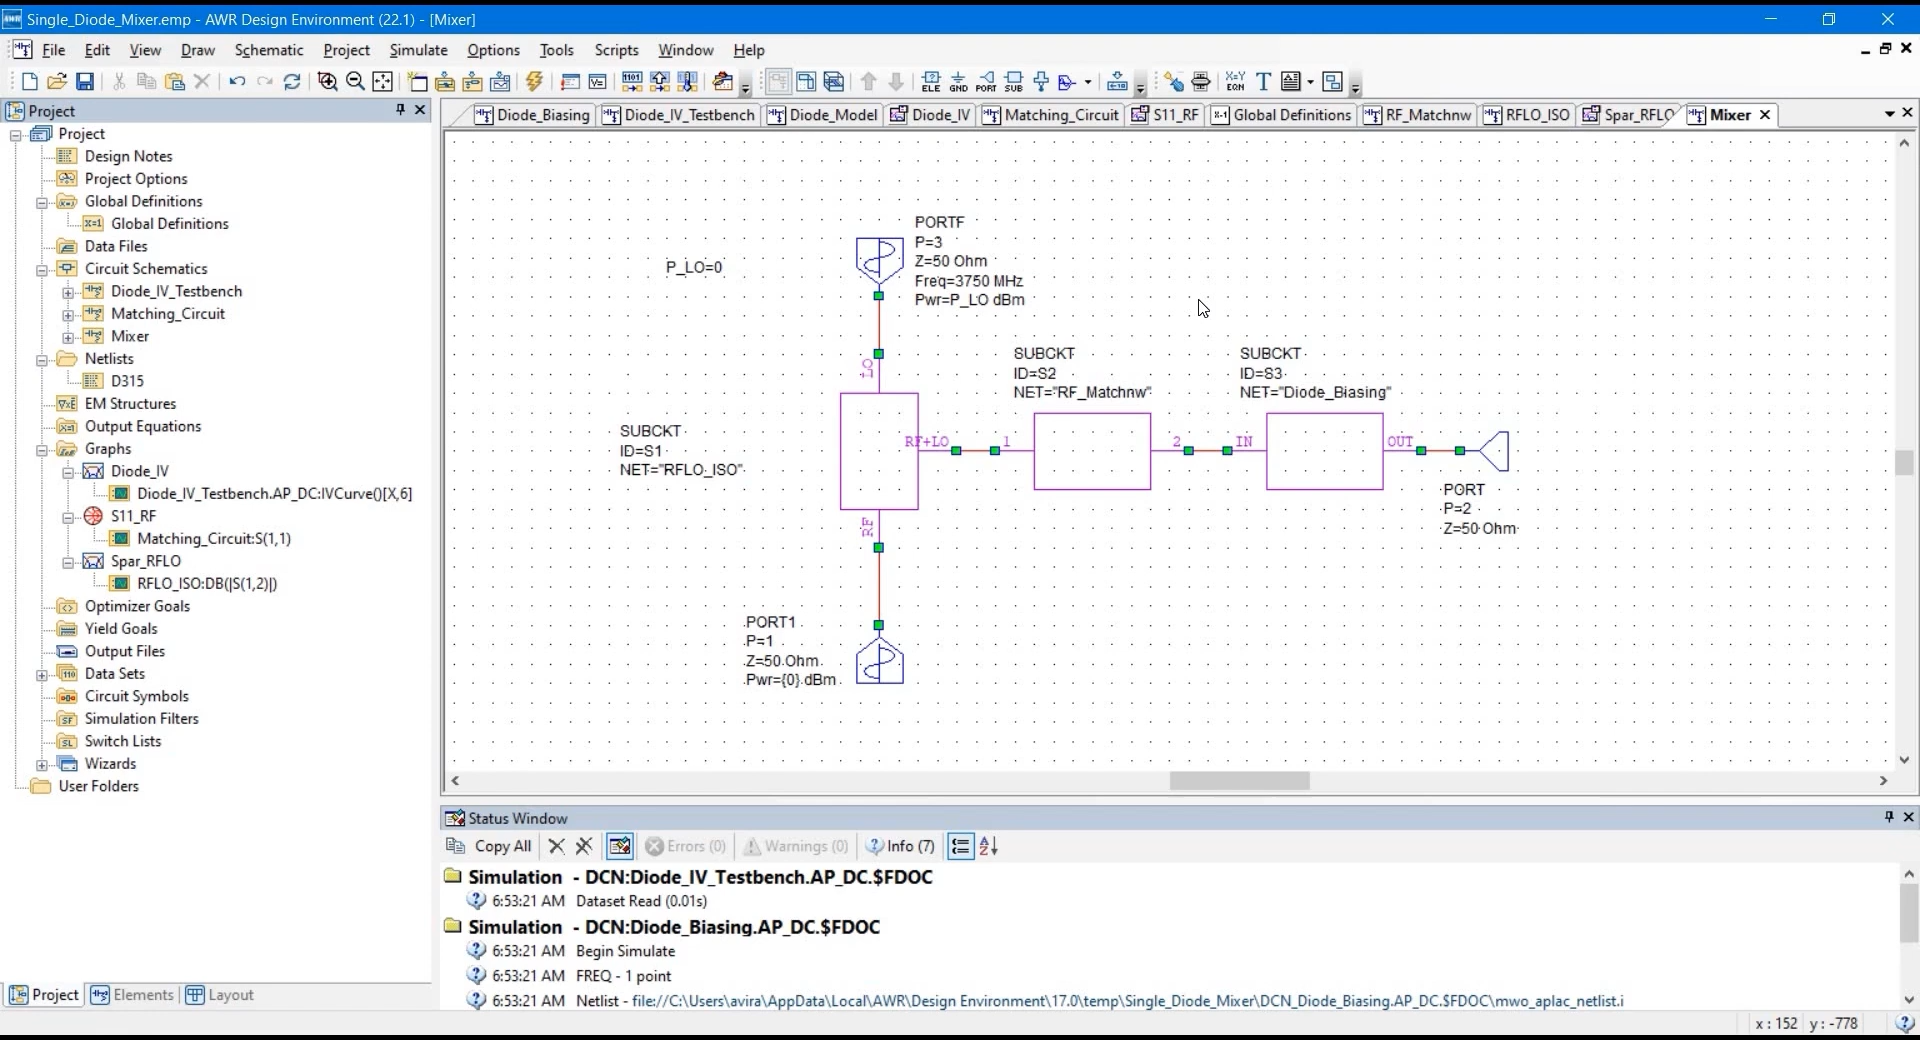 Single_Diode_Mixer.emp - AWR Design Environment (22.1) - [Mixer]
File Edit View Draw Schematic Project Simulate Options Tools Scripts Window Help
ELE GND PORT SUB X=Y EQN T
Project
Diode_Biasing Diode_IV_Testbench Diode_Model Diode_IV Matching_Circuit S11_RF Global Definitions RF_Matchnw RFLO_ISO Spar_RFLO Mixer
Project
Design Notes
Project Options
Global Definitions
Global Definitions
Data Files
Circuit Schematics
Diode_IV_Testbench
Matching_Circuit
Mixer
Netlists
D315
EM Structures
Output Equations
Graphs
Diode_IV
Diode_IV_Testbench.AP_DC:IVCurve()[X,6]
S11_RF
Matching_Circuit:S(1,1)
Spar_RFLO
RFLO_ISO:DB(|S(1,2)|)
Optimizer Goals
Yield Goals
Output Files
Data Sets
Circuit Symbols
Simulation Filters
Switch Lists
Wizards
User Folders
Project Elements Layout
P_LO=0
PORTF
P=3
Z=50 Ohm
Freq=3750 MHz
Pwr=P_LO dBm
LO
SUBCKT
ID=S1
NET="RFLO_ISO"
RF+LO
RF
SUBCKT
ID=S2
NET="RF_Matchnw"
1
2
SUBCKT
ID=S3
NET="Diode_Biasing"
IN
OUT
PORT
P=2
Z=50 Ohm
PORT1
P=1
Z=50 Ohm
Pwr={0} dBm
Status Window
Copy All Errors (0) Warnings (0) Info (7)
Simulation - DCN:Diode_IV_Testbench.AP_DC.$FDOC
6:53:21 AM Dataset Read (0.01s)
Simulation - DCN:Diode_Biasing.AP_DC.$FDOC
6:53:21 AM Begin Simulate
6:53:21 AM FREQ - 1 point
6:53:21 AM Netlist - file://C:\Users\avira\AppData\Local\AWR\Design Environment\17.0\temp\Single_Diode_Mixer\DCN_Diode_Biasing.AP_DC.$FDOC\mwo_aplac_netlist.i
x : 152 y : -778